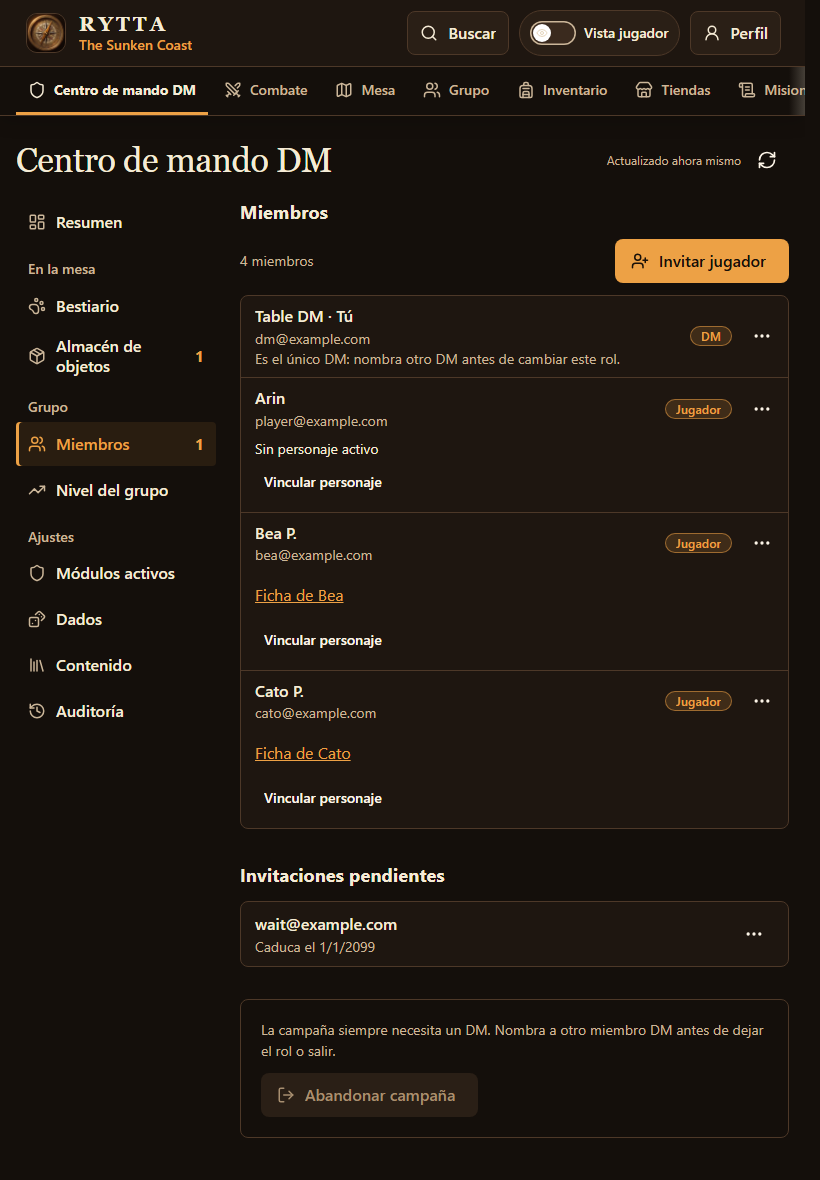 RYTTA
The Sunken Coast
Buscar
Vista jugador
Perfil
Centro de mando DM
Combate
Mesa
Grupo
Inventario
Tiendas
Mision
Centro de mando DM
Actualizado ahora mismo
Resumen
En la mesa
Bestiario
Almacén de
objetos
1
Grupo
Miembros
1
Nivel del grupo
Ajustes
Módulos activos
Dados
Contenido
Auditoría
Miembros
4 miembros
Invitar jugador
Table DM · Tú
dm@example.com
Es el único DM: nombra otro DM antes de cambiar este rol.
DM
Arin
player@example.com
Jugador
Sin personaje activo
Vincular personaje
Bea P.
bea@example.com
Jugador
Ficha de Bea
Vincular personaje
Cato P.
cato@example.com
Jugador
Ficha de Cato
Vincular personaje
Invitaciones pendientes
wait@example.com
Caduca el 1/1/2099
La campaña siempre necesita un DM. Nombra a otro miembro DM antes de dejar
el rol o salir.
Abandonar campaña